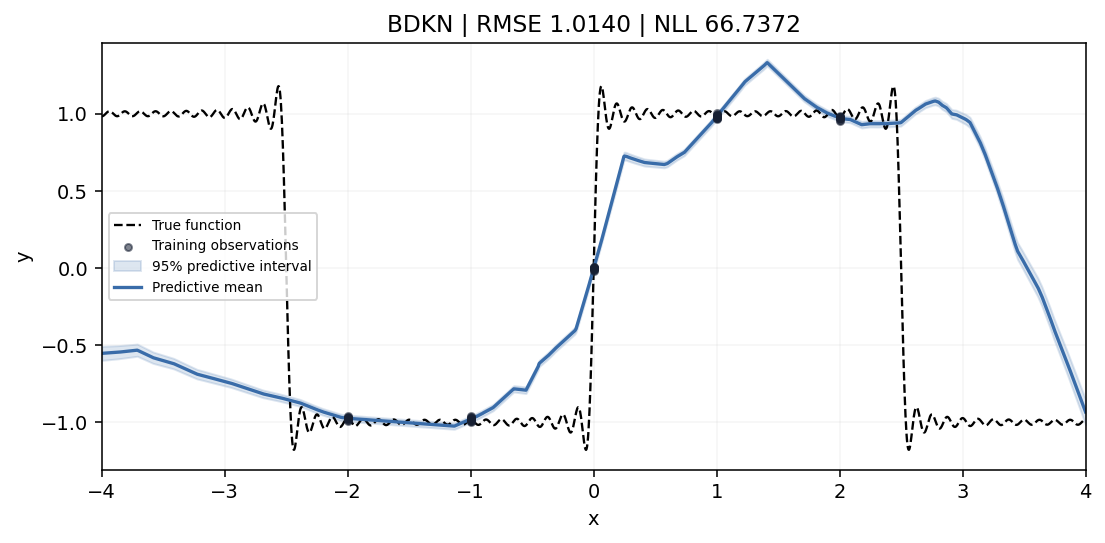 BDKN | RMSE 1.0140 | NLL 66.7372
y
1.0
0.5
0.0
−0.5
−1.0
True function
Training observations
95% predictive interval
Predictive mean
−4 −3 −2 −1 0 1 2 3 4
x